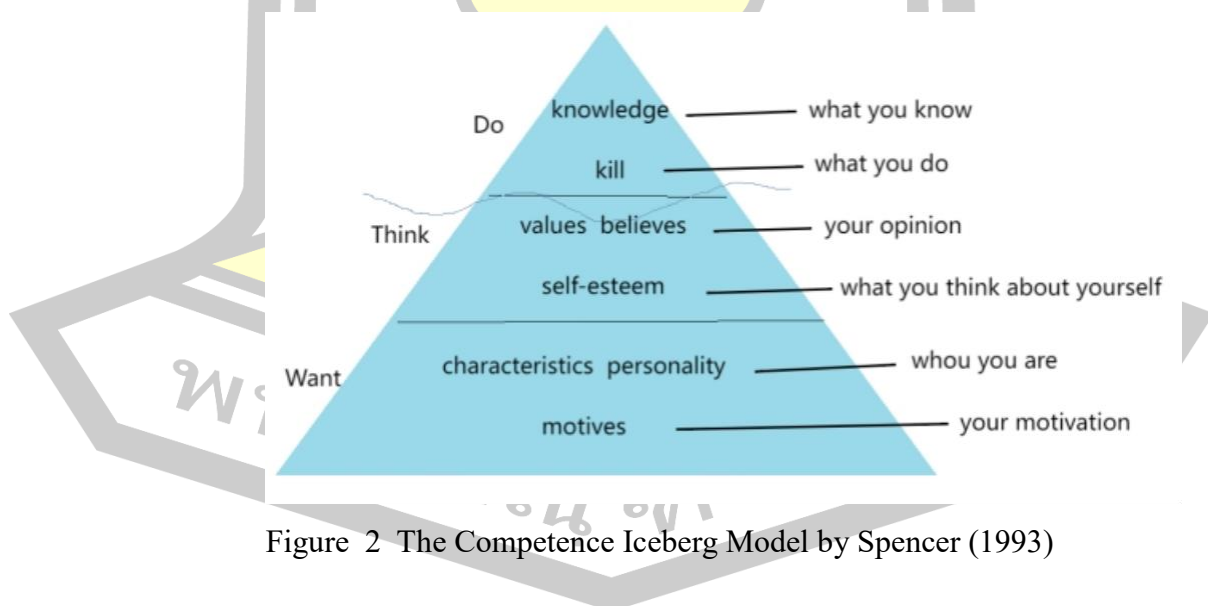 knowledge what you know
Do
kill what you do
values believes your opinion
Think
self-esteem what you think about yourself
characteristics personality whou you are
Want
motives your motivation
Figure 2 The Competence Iceberg Model by Spencer (1993)